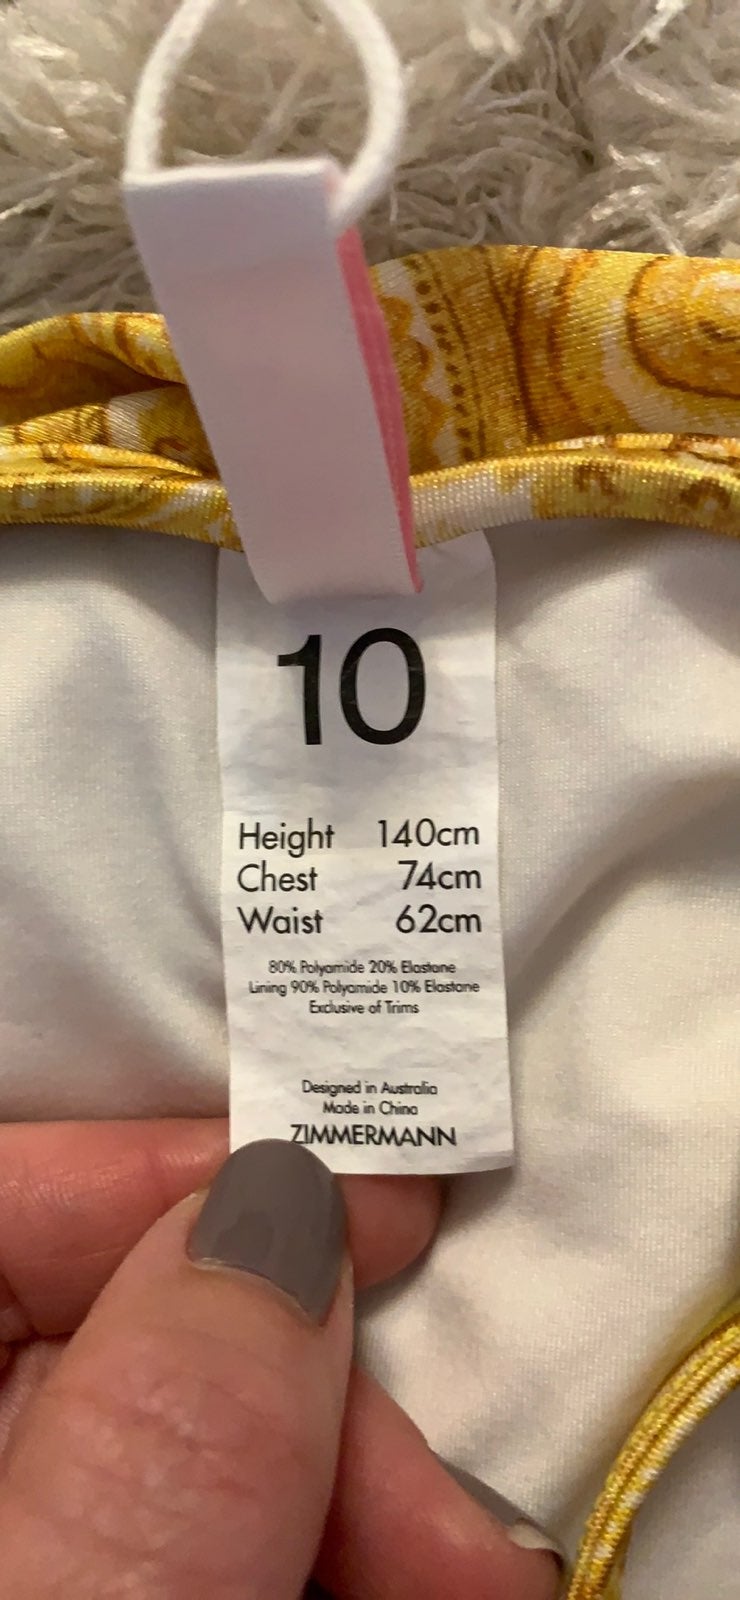 10
Height 140cm
Chest 74cm
Waist 62cm
80% Polyamide 20% Elastane
Lining 90% Polyamide 10% Elastane
Exclusive of Trims
Designed in Australia
Made in China
ZIMMERMANN